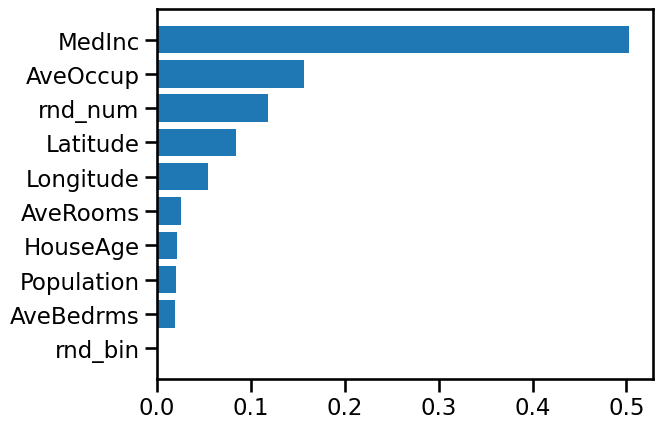 MedInc
AveOccup
rnd_num
Latitude
Longitude
AveRooms
HouseAge
Population
AveBedrms
rnd_bin
0.0 0.1 0.2 0.3 0.4 0.5